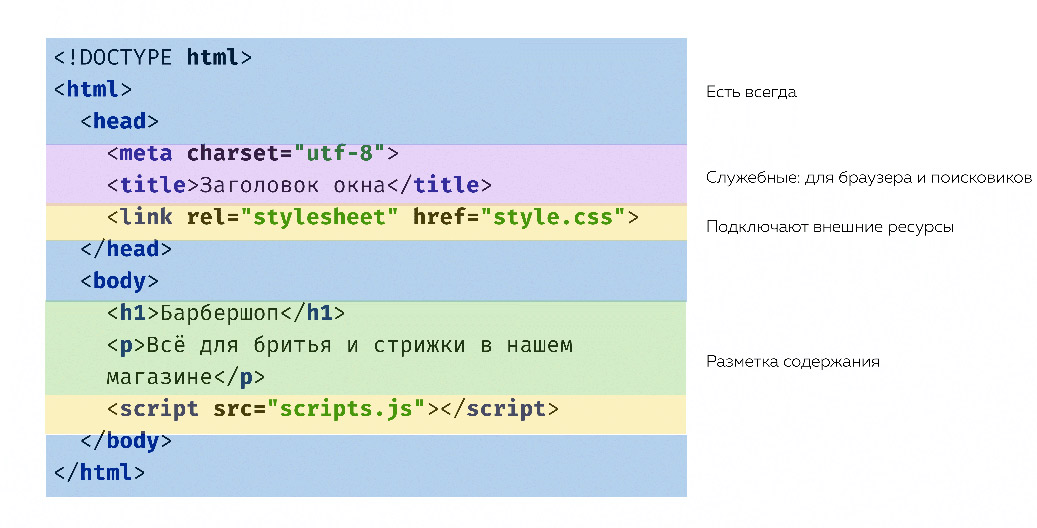 <!DOCTYPE html>
<html>
Есть всегда
<head>
<meta charset="utf-8">
<title>Заголовок окна</title>
Служебные: для браузера и поисковиков
<link rel="stylesheet" href="style.css">
Подключают внешние ресурсы
</head>
<body>
<h1>Барбершоп</h1>
<p>Всё для бритья и стрижки в нашем
магазине</p>
Разметка содержания
<script src="scripts.js"></script>
</body>
</html>